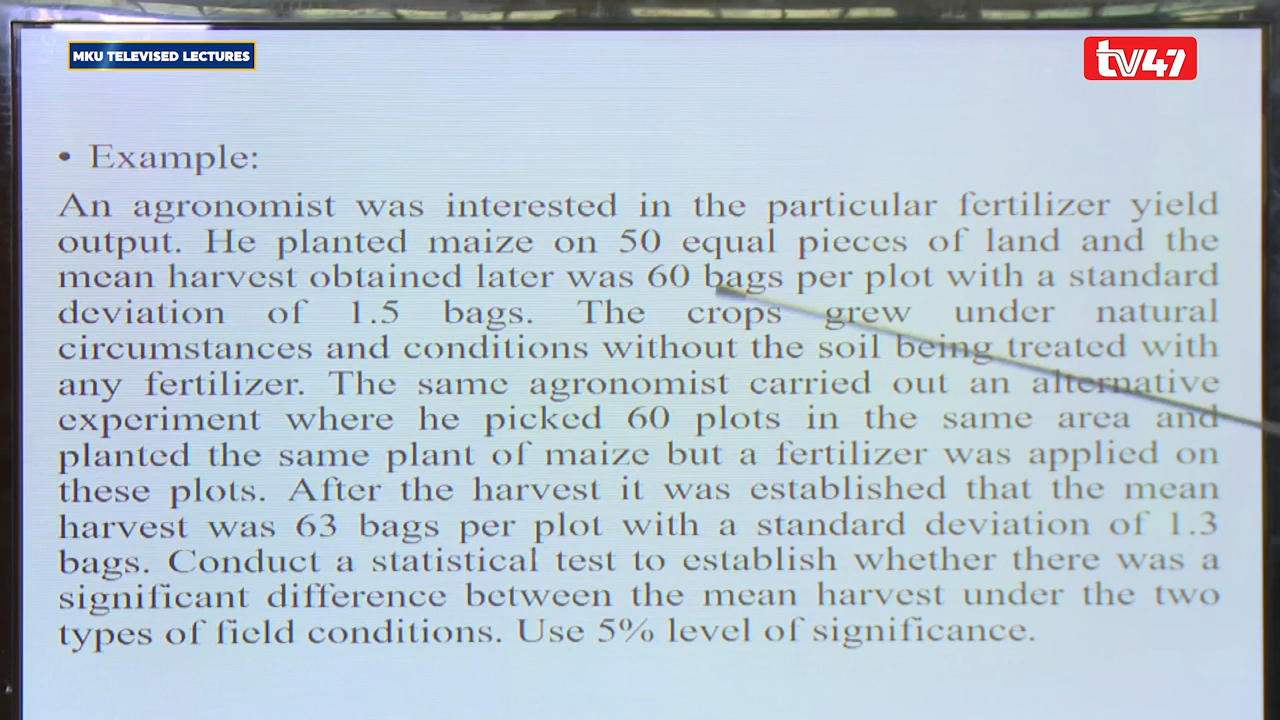 MKU TELEVISED LECTURES
tv47
• Example:
An agronomist was interested in the particular fertilizer yield
output. He planted maize on 50 equal pieces of land and the
mean harvest obtained later was 60 bags per plot with a standard
deviation of 1.5 bags. The crops grew under natural
circumstances and conditions without the soil being treated with
any fertilizer. The same agronomist carried out an alternative
experiment where he picked 60 plots in the same area and
planted the same plant of maize but a fertilizer was applied on
these plots. After the harvest it was established that the mean
harvest was 63 bags per plot with a standard deviation of 1.3
bags. Conduct a statistical test to establish whether there was a
significant difference between the mean harvest under the two
types of field conditions. Use 5% level of significance.